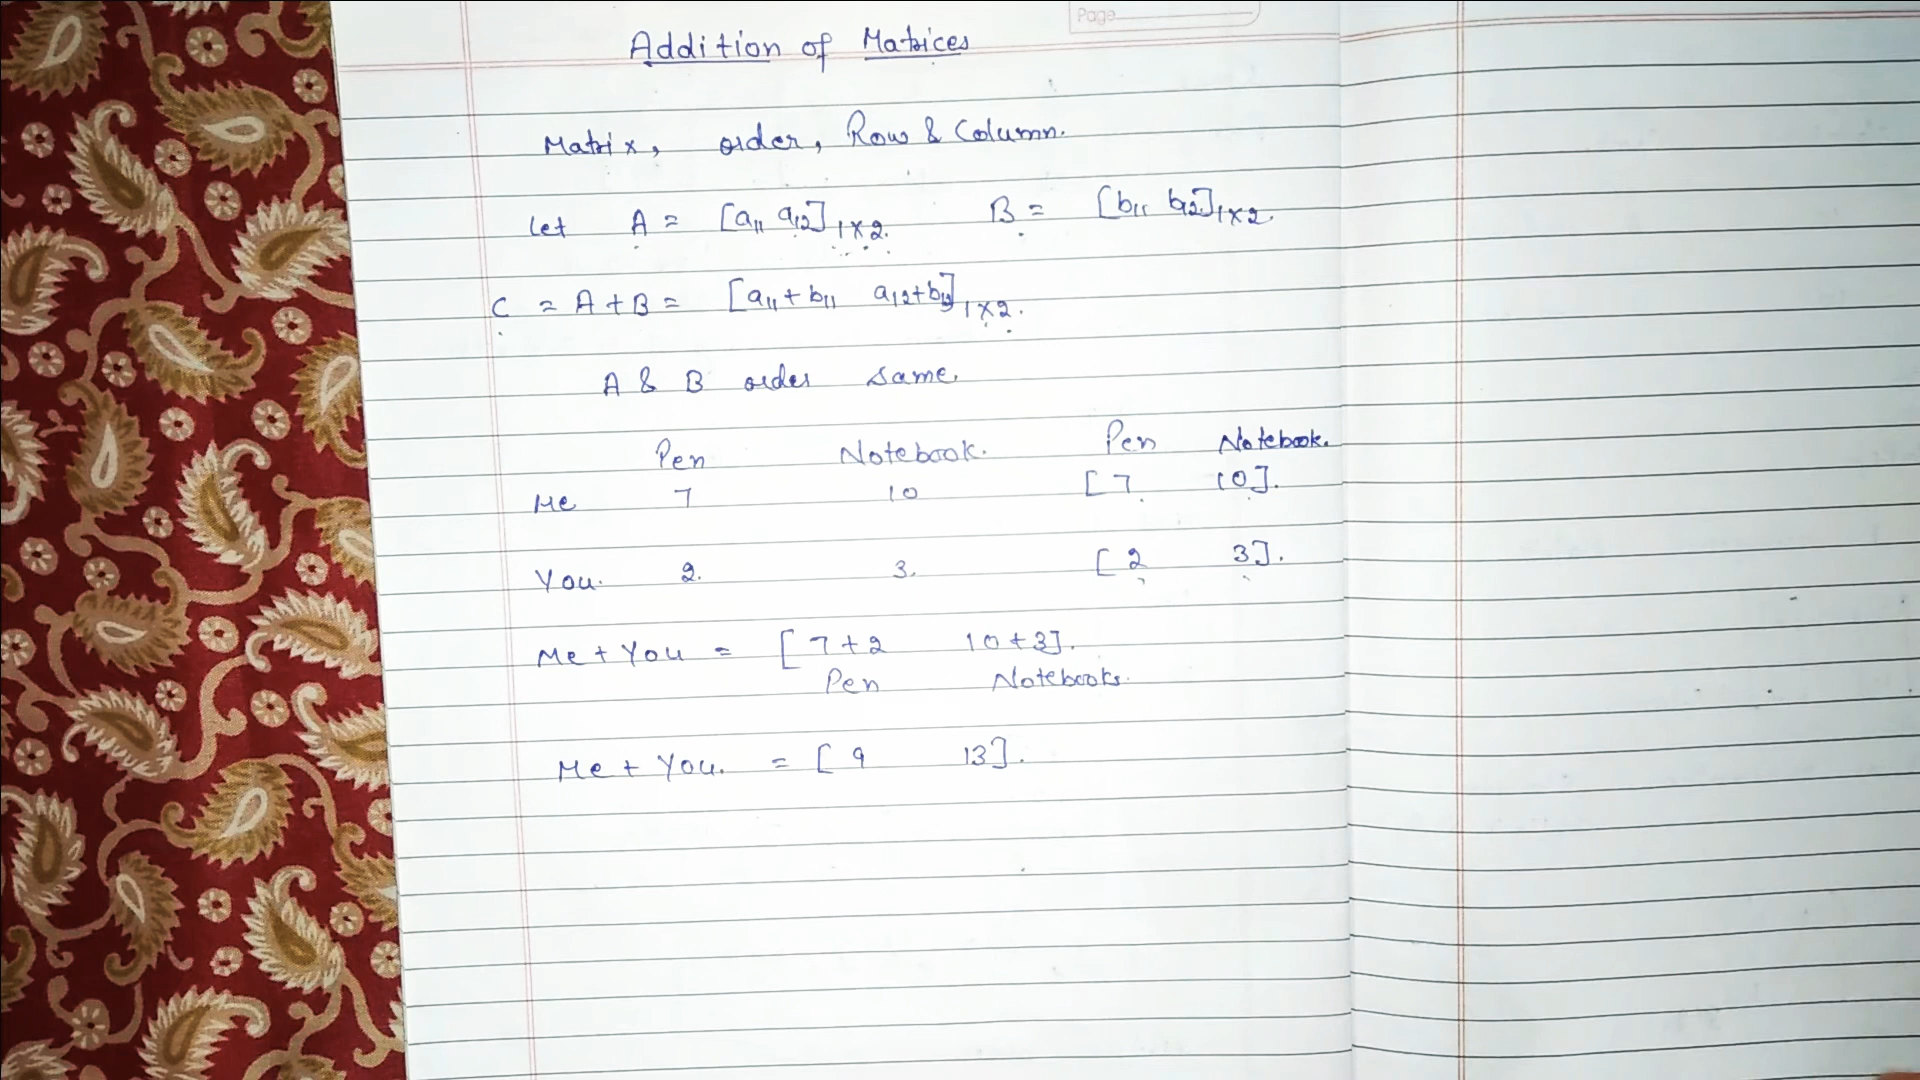 Page
Addition of Matrices
Matrix, order, Row & Column.
Let A = [a11 a12]1×2. B = [b11 b12]1×2.
C = A+B = [a11+b11 a12+b12]1×2.
A & B order same.
Pen Notebook. Pen Notebook.
Me 7 10 [7 10].
You. 2. 3. [2 3].
Me + You = [7+2 10+3].
Pen Notebooks.
Me + You. = [9 13].